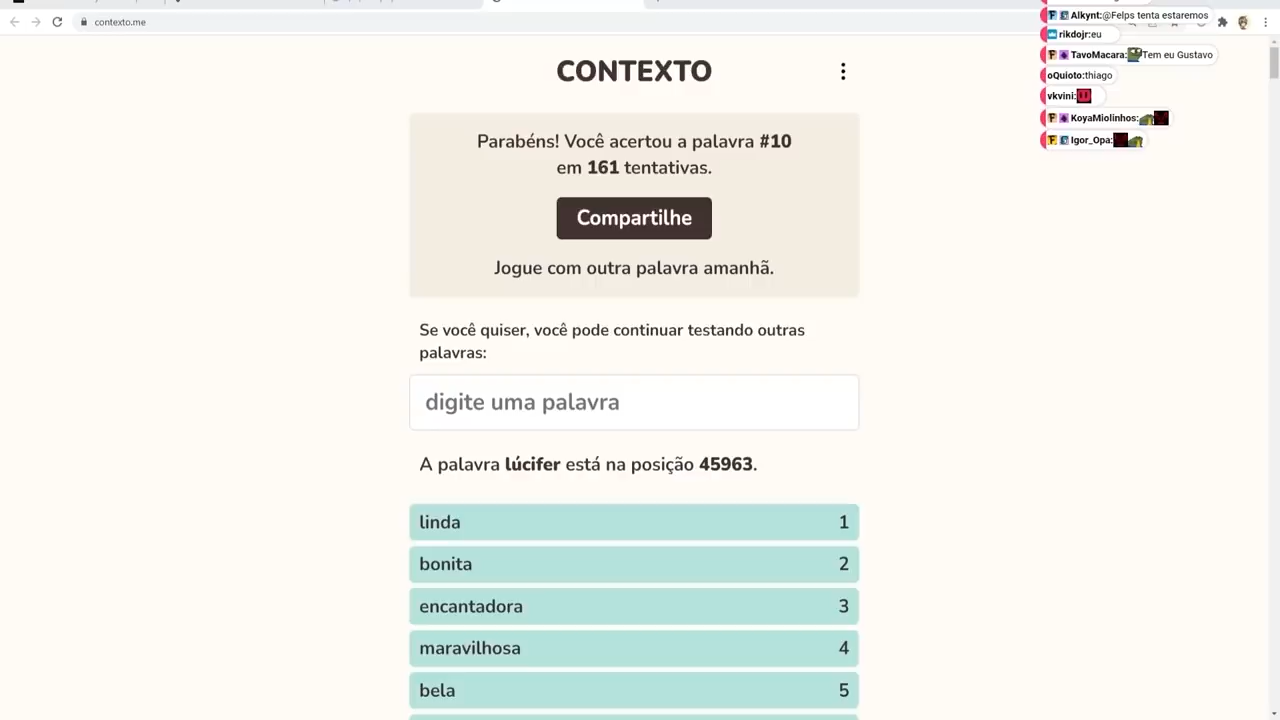 contexto.me
CONTEXTO
Parabéns! Você acertou a palavra #10
em 161 tentativas.
Compartilhe
Jogue com outra palavra amanhã.
Se você quiser, você pode continuar testando outras
palavras:
digite uma palavra
A palavra lúcifer está na posição 45963.
linda 1
bonita 2
encantadora 3
maravilhosa 4
bela 5
Alkynt:@Felps tenta estaremos
rikdojr:eu
TavoMacara: Tem eu Gustavo
oQuioto:thiago
vkvini:
KoyaMiolinhos:
Igor_Opa: